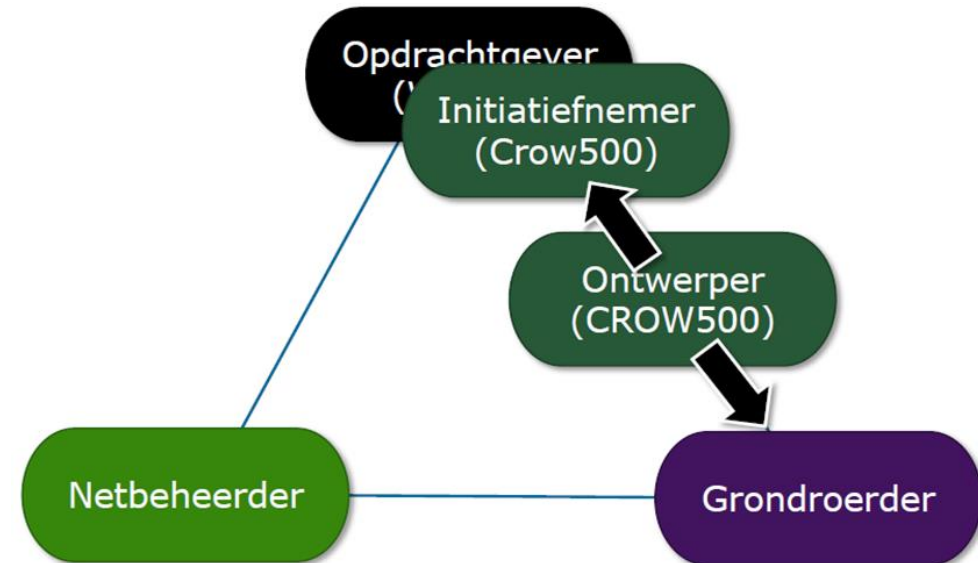 Opdrachtgever
Initiatiefnemer
(Crow500)
Ontwerper
(CROW500)
Netbeheerder
Grondroerder